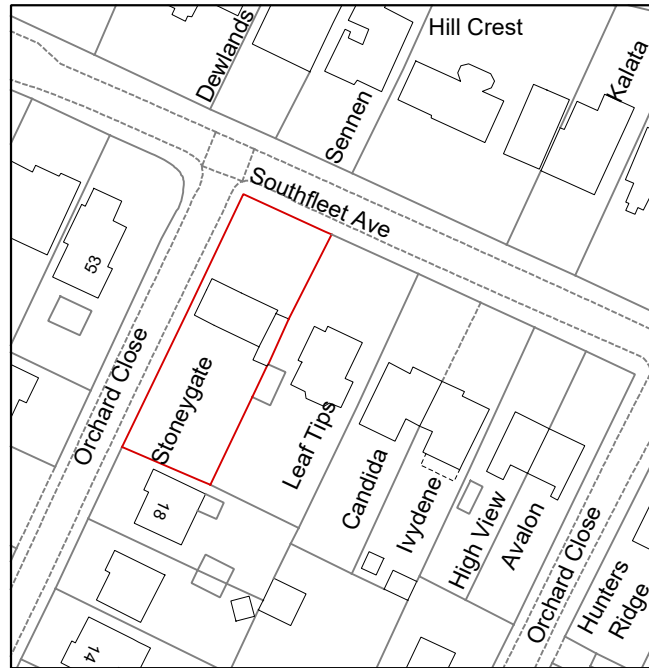 Hill Crest
Dewlands
Kalata
Sennen
Southfleet Ave
53
Orchard Close
Stoneygate
Leaf Tips
Candida
Ivydene
High View
Avalon
18
Orchard Close
Hunters
Ridge
14